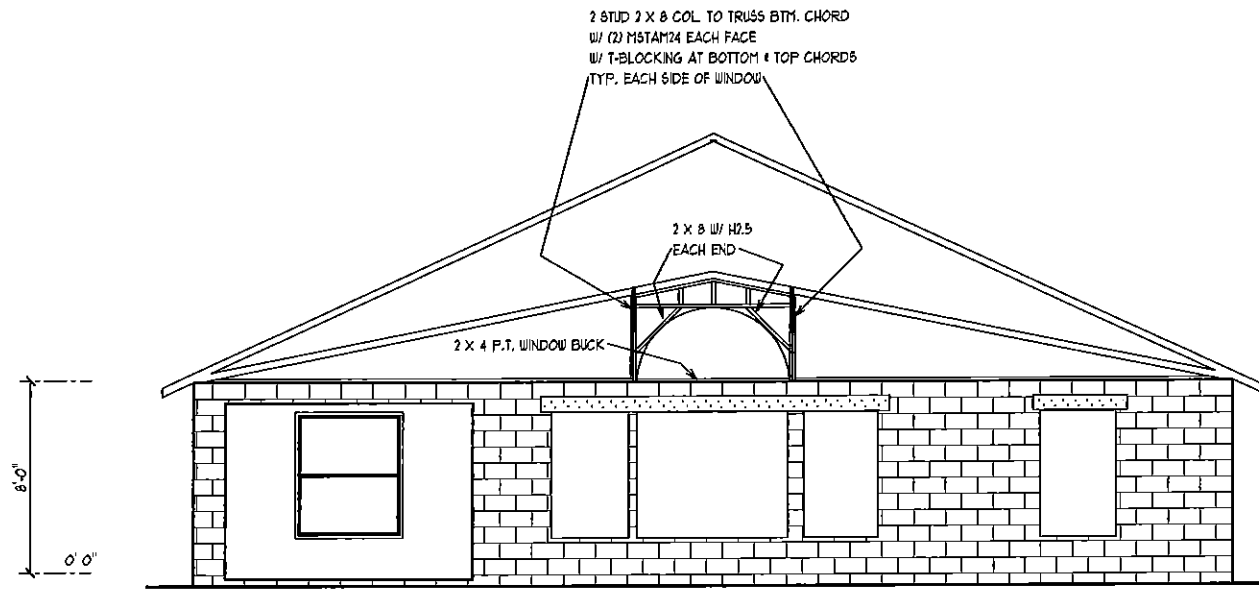 2 STUD 2 X 8 COL. TO TRUSS BTM. CHORD
W/ (2) MSTAM24 EACH FACE
W/ T-BLOCKING AT BOTTOM & TOP CHORDS
TYP. EACH SIDE OF WINDOW
2 X 8 W/ H2.5
EACH END
2 X 4 P.T. WINDOW BUCK
8'-0"
0' 0"